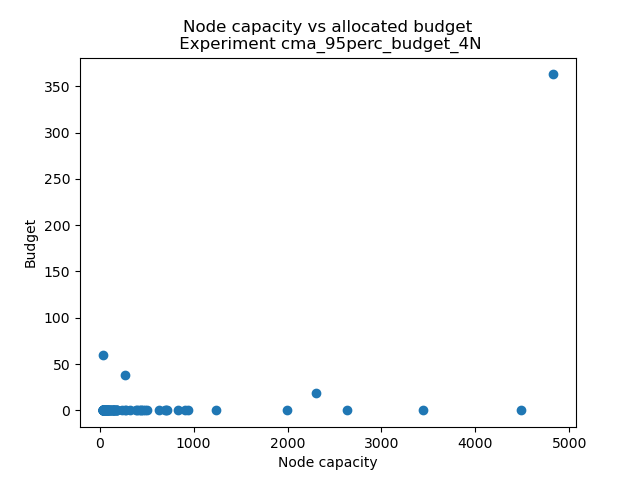 Node capacity vs allocated budget
Experiment cma_95perc_budget_4N
350
300
250
200
150
100
50
0
Budget
0 1000 2000 3000 4000 5000
Node capacity